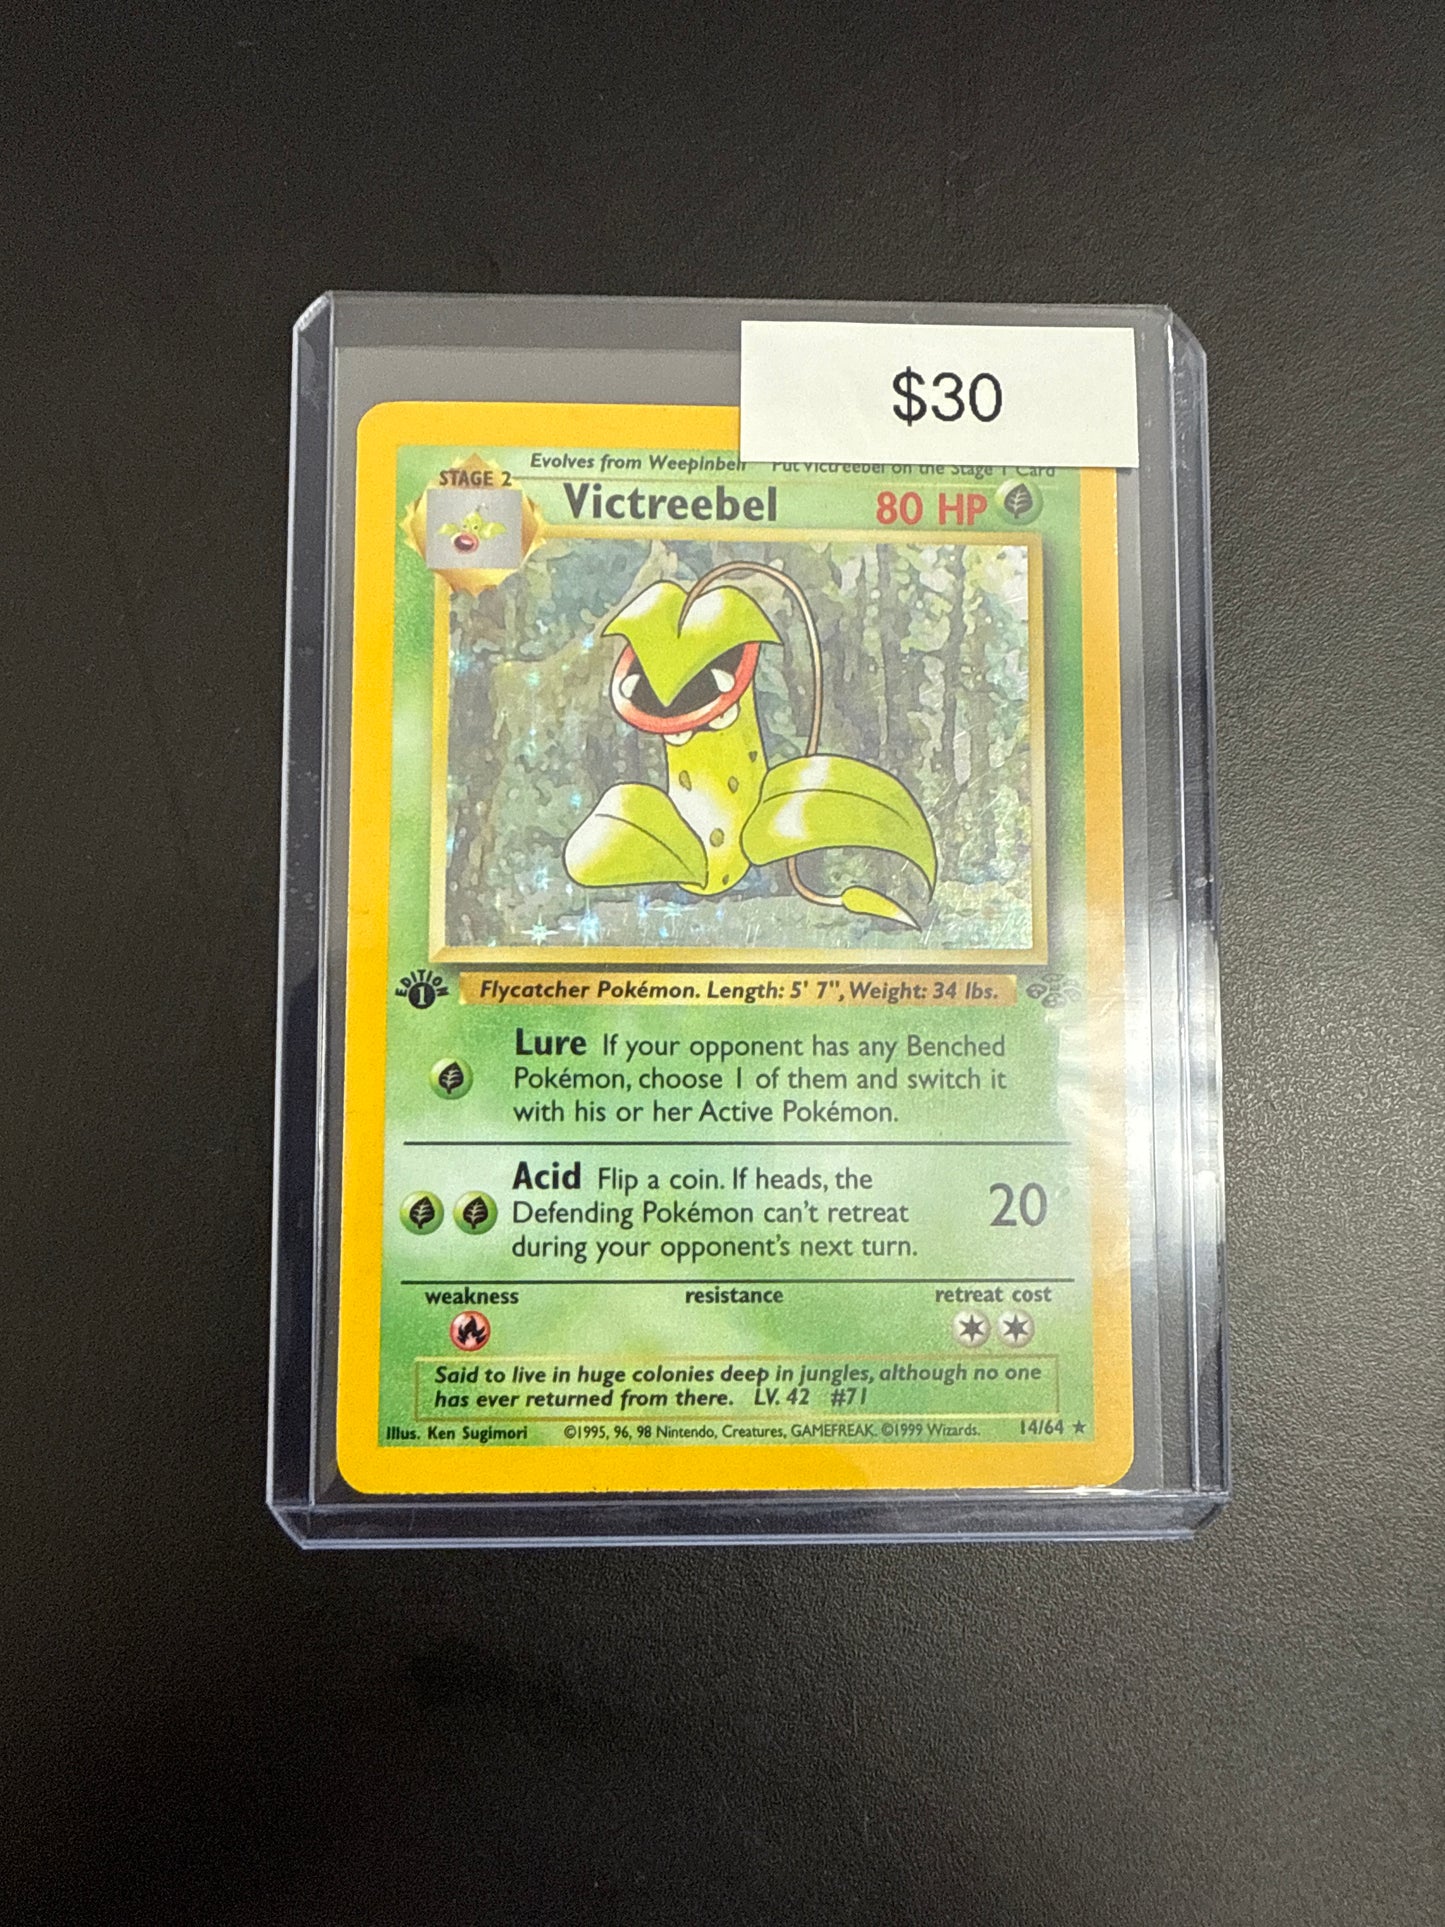 $30
Evolves from Weepinbell Put Victreebel on the Stage 1 Card
STAGE 2
Victreebel 80 HP
EDITION
1
Flycatcher Pokémon. Length: 5' 7", Weight: 34 lbs.
Lure If your opponent has any Benched
Pokémon, choose 1 of them and switch it
with his or her Active Pokémon.
Acid Flip a coin. If heads, the
Defending Pokémon can't retreat 20
during your opponent's next turn.
weakness resistance retreat cost
Said to live in huge colonies deep in jungles, although no one
has ever returned from there. LV. 42 #71
Illus. Ken Sugimori ©1995, 96, 98 Nintendo, Creatures, GAMEFREAK. ©1999 Wizards. 14/64 ★